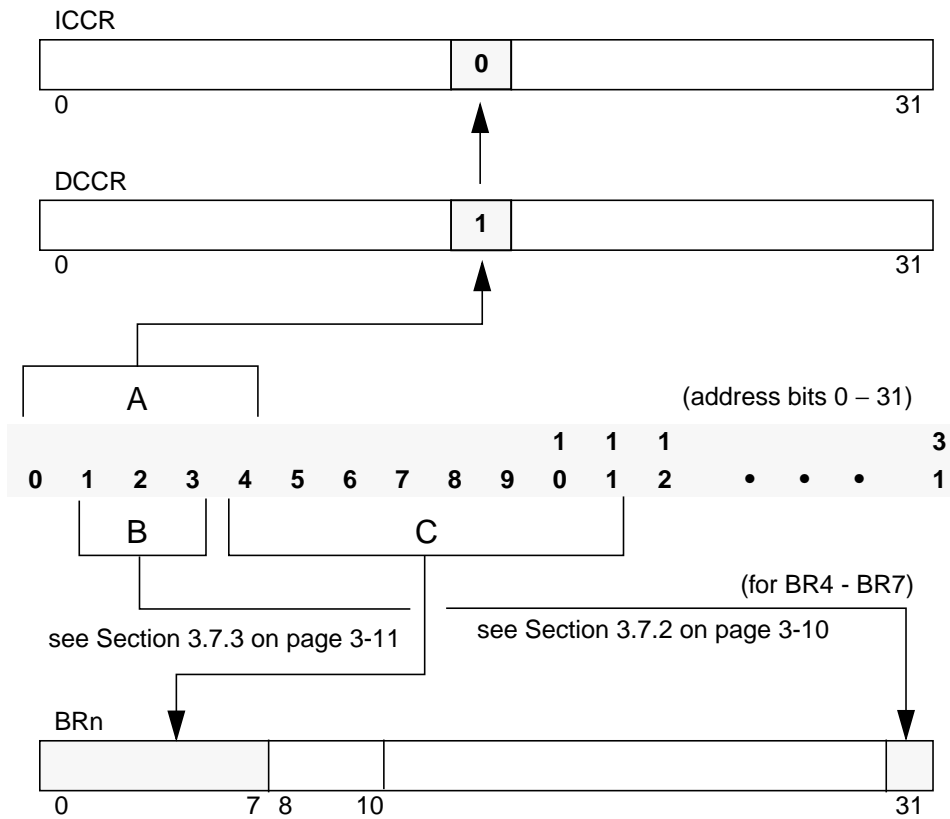 ICCR
0
0 31
DCCR
1
0 31
A
(address bits 0 – 31)
1 1 1 3
0 1 2 3 4 5 6 7 8 9 0 1 2 • • • 1
B C
(for BR4 - BR7)
see Section 3.7.3 on page 3-11
see Section 3.7.2 on page 3-10
BRn
0 7 8 10 31